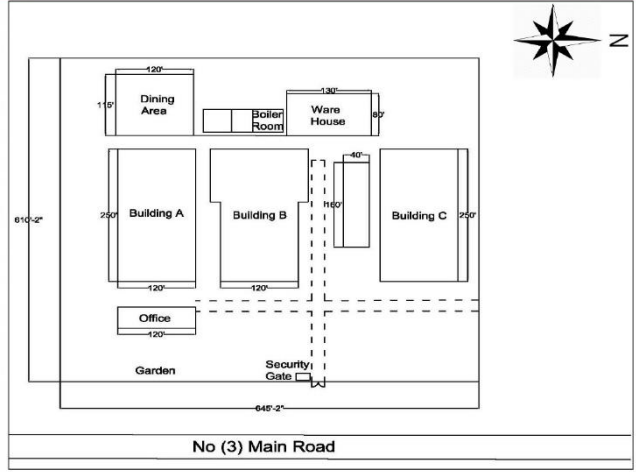 N
120'
130'
115'
Dining
Area
Boiler
Room
Ware
House
80'
40'
610'-2"
250'
Building A
Building B
160'
Building C
250'
120'
120'
Office
120'
Garden
Security
Gate
645'-2"
No (3) Main Road